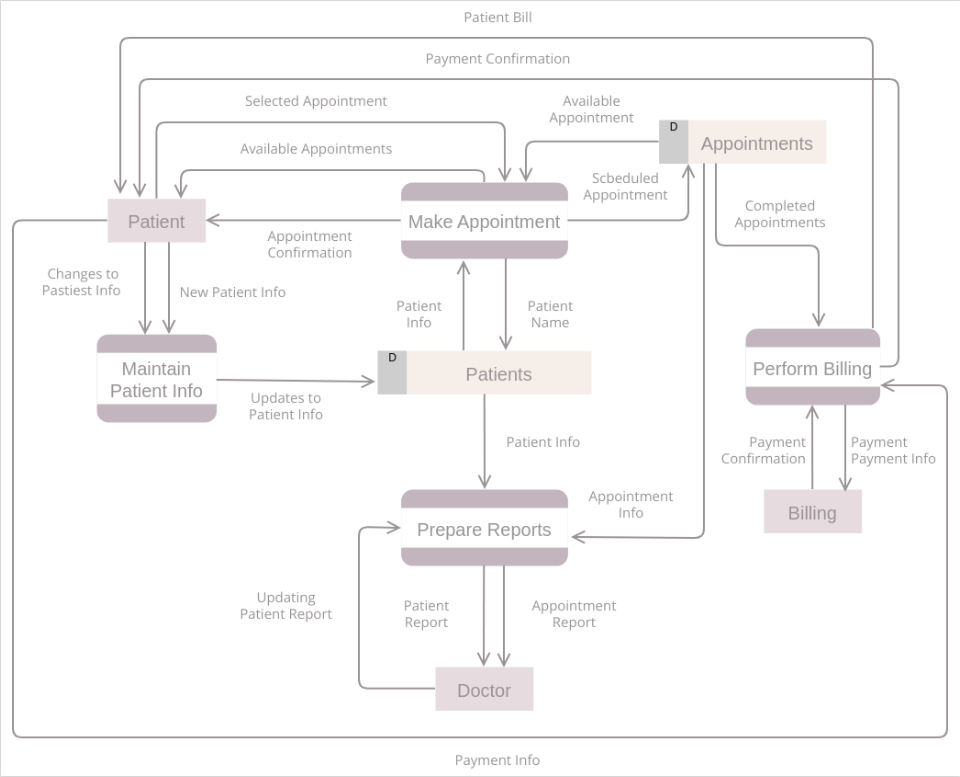 Patient Bill
Payment Confirmation
Selected Appointment
Available
Appointment
D
Appointments
Available Appointments
Scbeduled
Appointment
Patient
Make Appointment
Completed
Appointments
Appointment
Confirmation
Changes to
Pastiest Info
New Patient Info
Patient
Info
Patient
Name
Maintain
Patient Info
D
Patients
Perform Billing
Updates to
Patient Info
Patient Info
Payment
Confirmation
Payment
Payment Info
Appointment
Info
Billing
Prepare Reports
Updating
Patient Report
Patient
Report
Appointment
Report
Doctor
Payment Info